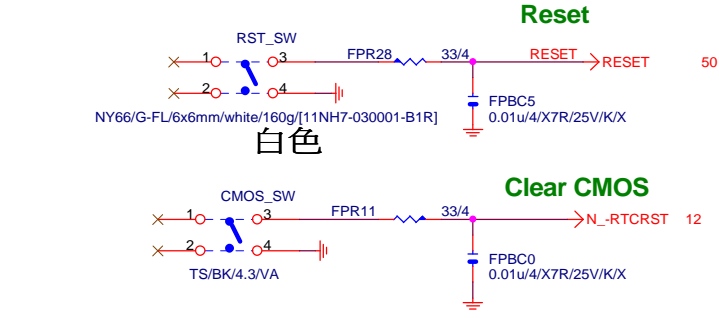 Reset
RST_SW
1 3 FPR28 33/4 RESET RESET 50
2 4
FPBC5
NY66/G-FL/6x6mm/white/160g/[11NH7-030001-B1R] 0.01u/4/X7R/25V/K/X
白色
Clear CMOS
CMOS_SW
1 3 FPR11 33/4 N_-RTCRST 12
2 4
FPBC0
TS/BK/4.3/VA 0.01u/4/X7R/25V/K/X